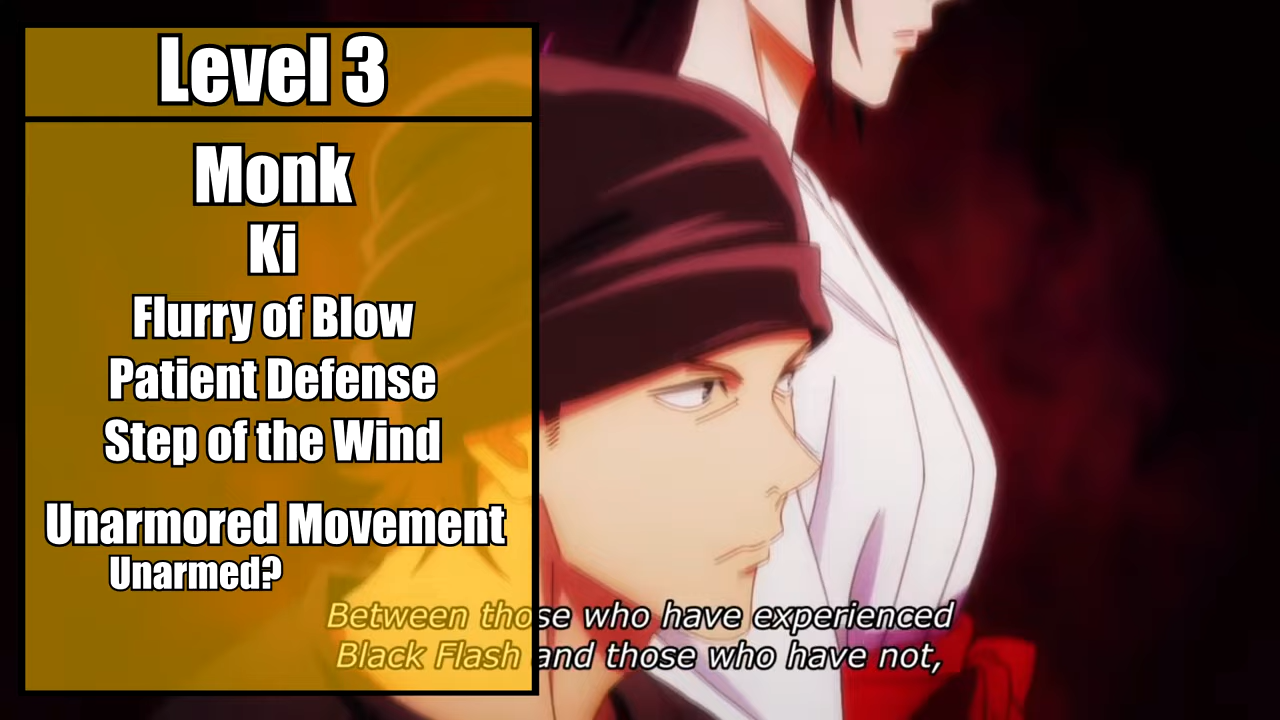 Level 3
Monk
Ki
Flurry of Blow
Patient Defense
Step of the Wind
Unarmored Movement
Unarmed?
Between those who have experienced
Black Flash and those who have not,